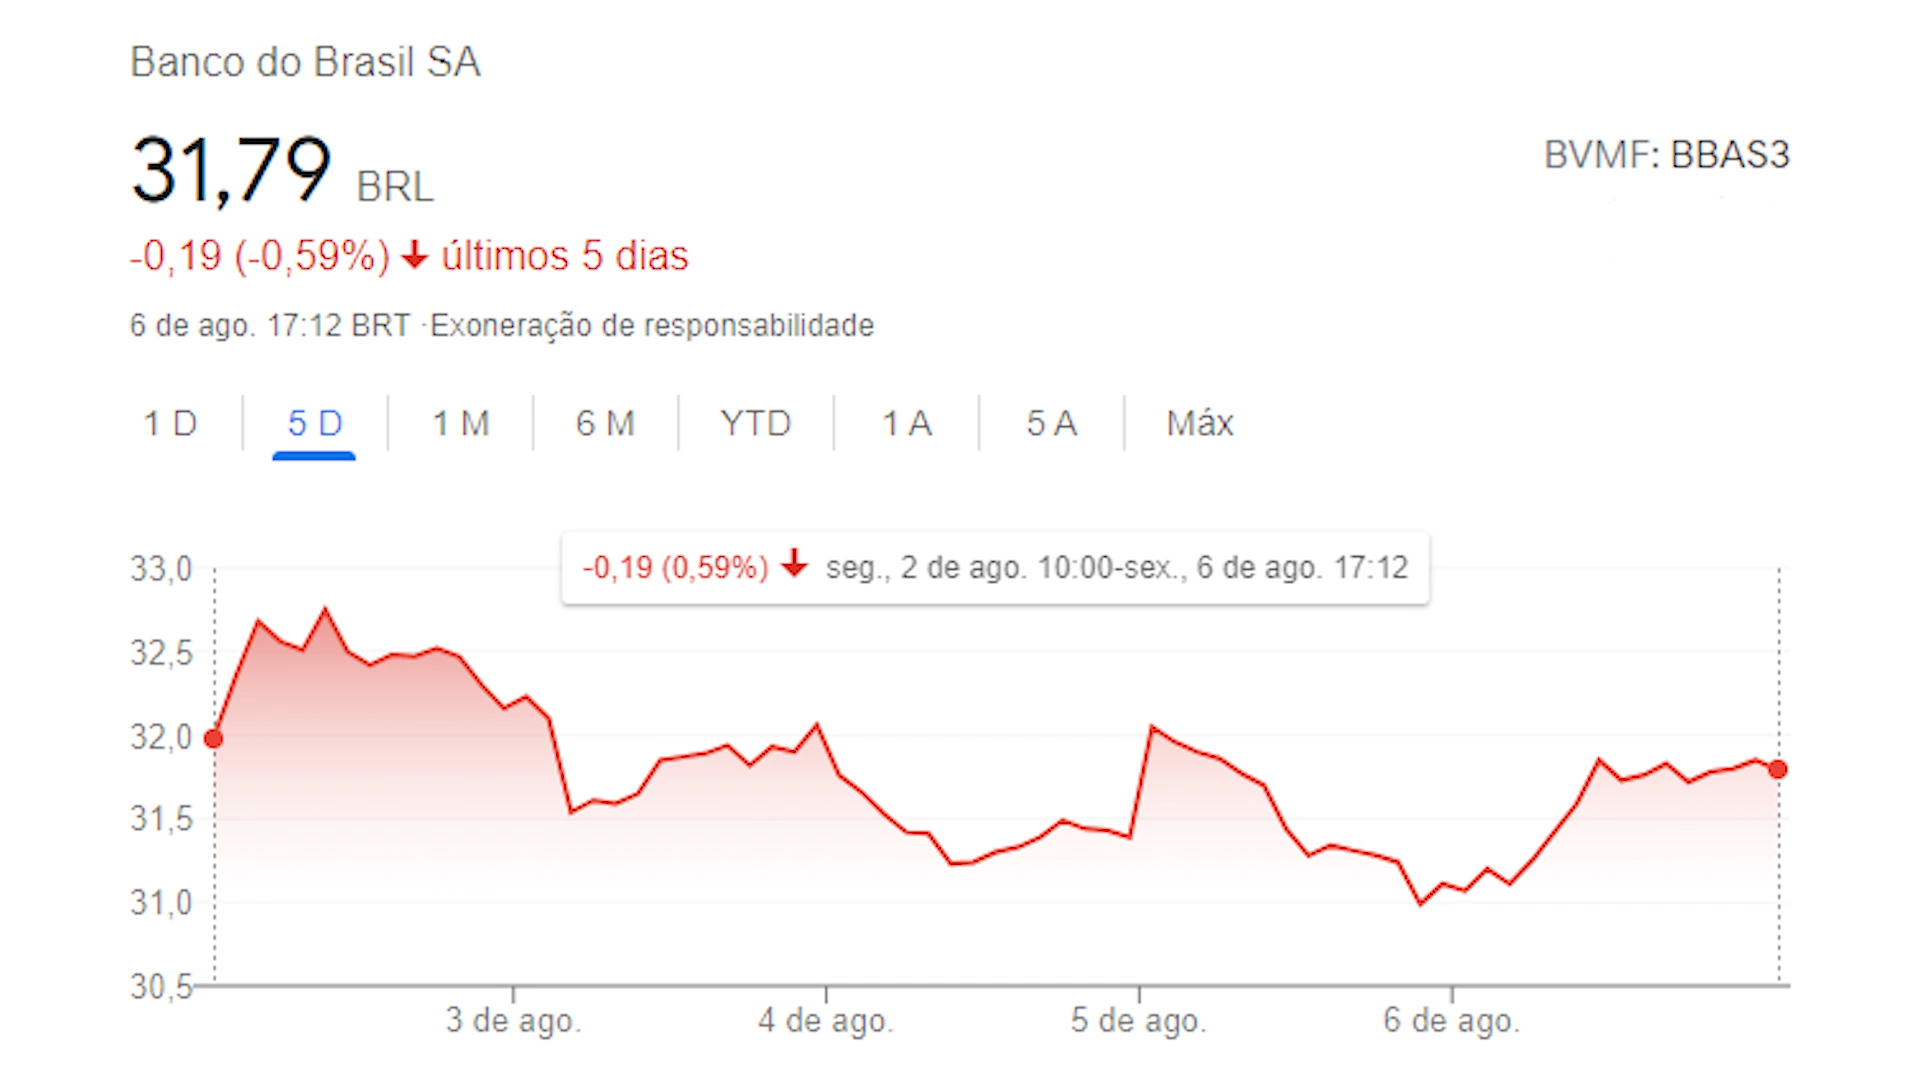 Banco do Brasil SA
31,79 BRL
BVMF: BBAS3
-0,19 (-0,59%) ↓ últimos 5 dias
6 de ago. 17:12 BRT ·Exoneração de responsabilidade
1 D 5 D 1 M 6 M YTD 1 A 5 A Máx
-0,19 (0,59%) ↓ seg., 2 de ago. 10:00-sex., 6 de ago. 17:12
33,0
32,5
32,0
31,5
31,0
30,5
3 de ago. 4 de ago. 5 de ago. 6 de ago.